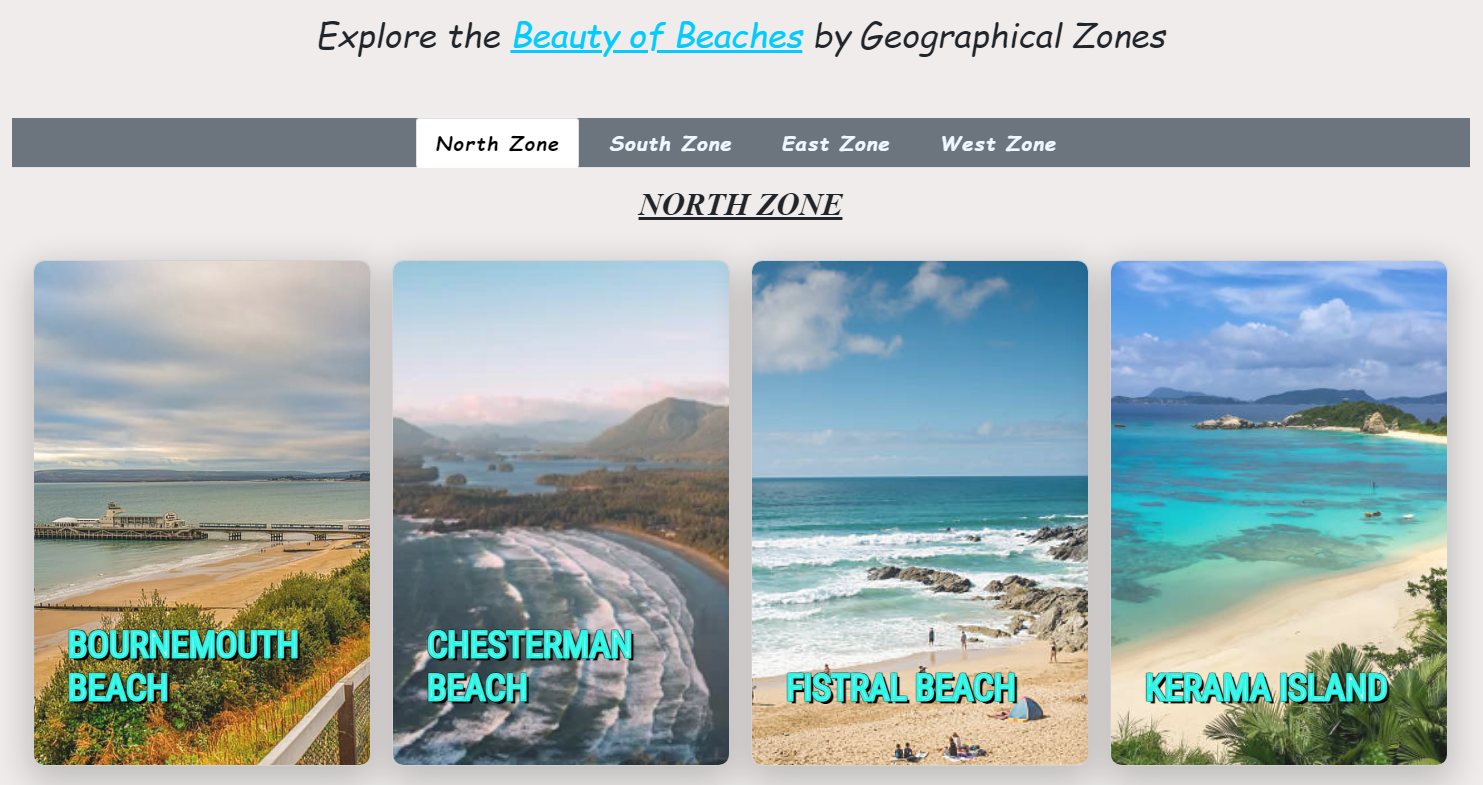 Explore the Beauty of Beaches by Geographical Zones
North Zone South Zone East Zone West Zone
NORTH ZONE
BOURNEMOUTH
BEACH
CHESTERMAN
BEACH
FISTRAL BEACH
KERAMA ISLAND